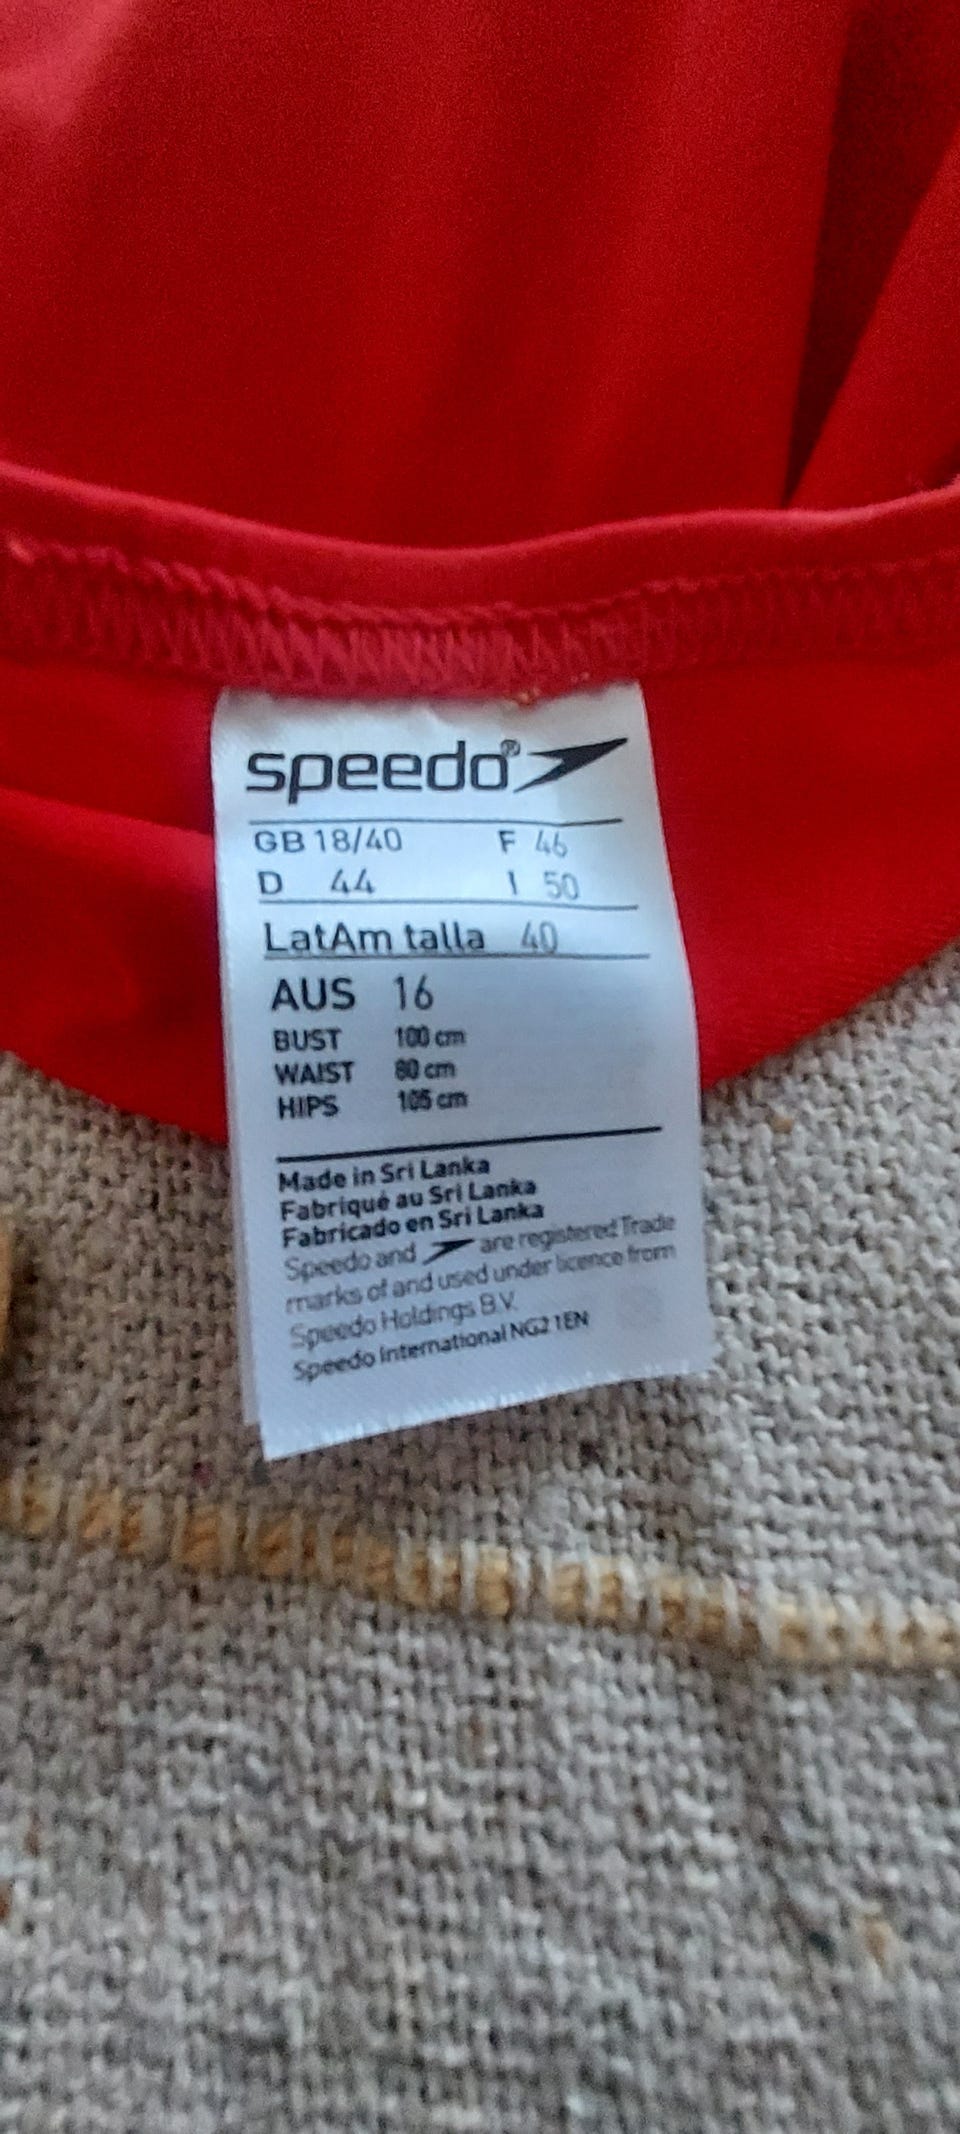 speedo®
GB 18/40 F 46
D 44 I 50
LatAm talla 40
AUS 16
BUST 100 cm
WAIST 80 cm
HIPS 105 cm
Made in Sri Lanka
Fabriqué au Sri Lanka
Fabricado en Sri Lanka
Speedo and are registered Trade
marks of and used under licence from
Speedo Holdings B.V.
Speedo International NG2 1EN